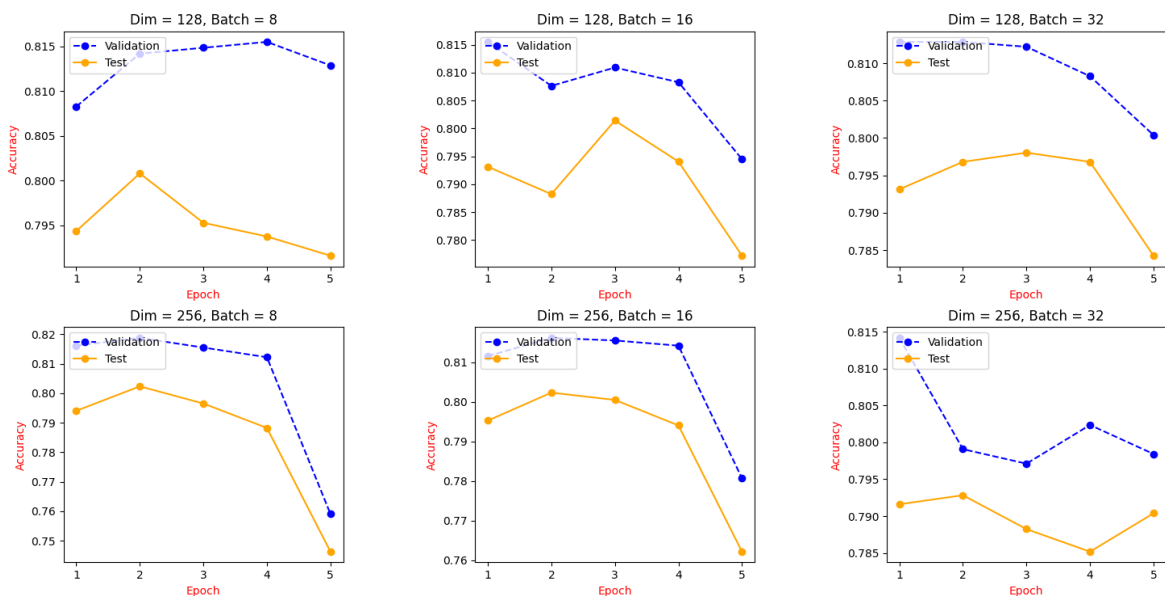 Dim = 128, Batch = 8
0.815
0.810
0.805
0.800
0.795
Accuracy
Validation
Test
1 2 3 4 5
Epoch
Dim = 128, Batch = 16
0.815
0.810
0.805
0.800
0.795
0.790
0.785
0.780
Accuracy
Validation
Test
1 2 3 4 5
Epoch
Dim = 128, Batch = 32
0.810
0.805
0.800
0.795
0.790
0.785
Accuracy
Validation
Test
1 2 3 4 5
Epoch
Dim = 256, Batch = 8
0.82
0.81
0.80
0.79
0.78
0.77
0.76
0.75
Accuracy
Validation
Test
1 2 3 4 5
Epoch
Dim = 256, Batch = 16
0.81
0.80
0.79
0.78
0.77
0.76
Accuracy
Validation
Test
1 2 3 4 5
Epoch
Dim = 256, Batch = 32
0.815
0.810
0.805
0.800
0.795
0.790
0.785
Accuracy
Validation
Test
1 2 3 4 5
Epoch